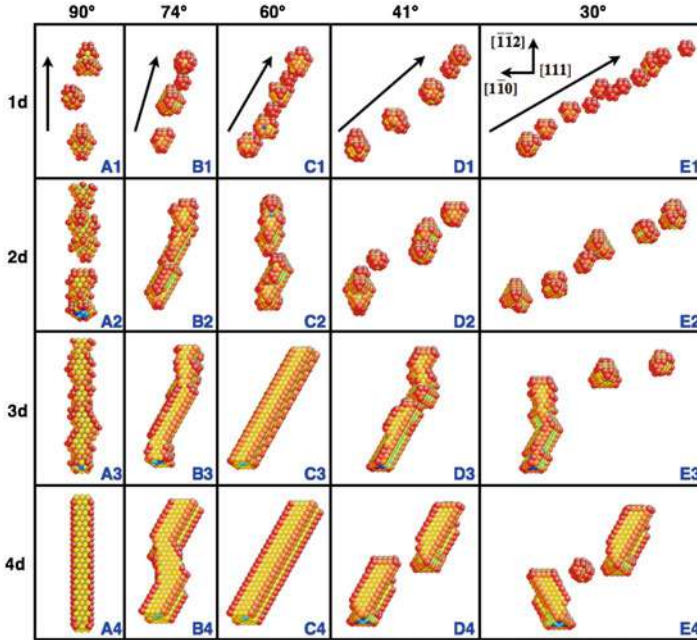 90° 74° 60° 41° 30°
1d
[1̄1̄2]
[11̄0] [111]
A1 B1 C1 D1 E1
2d
A2 B2 C2 D2 E2
3d
A3 B3 C3 D3 E3
4d
A4 B4 C4 D4 E4